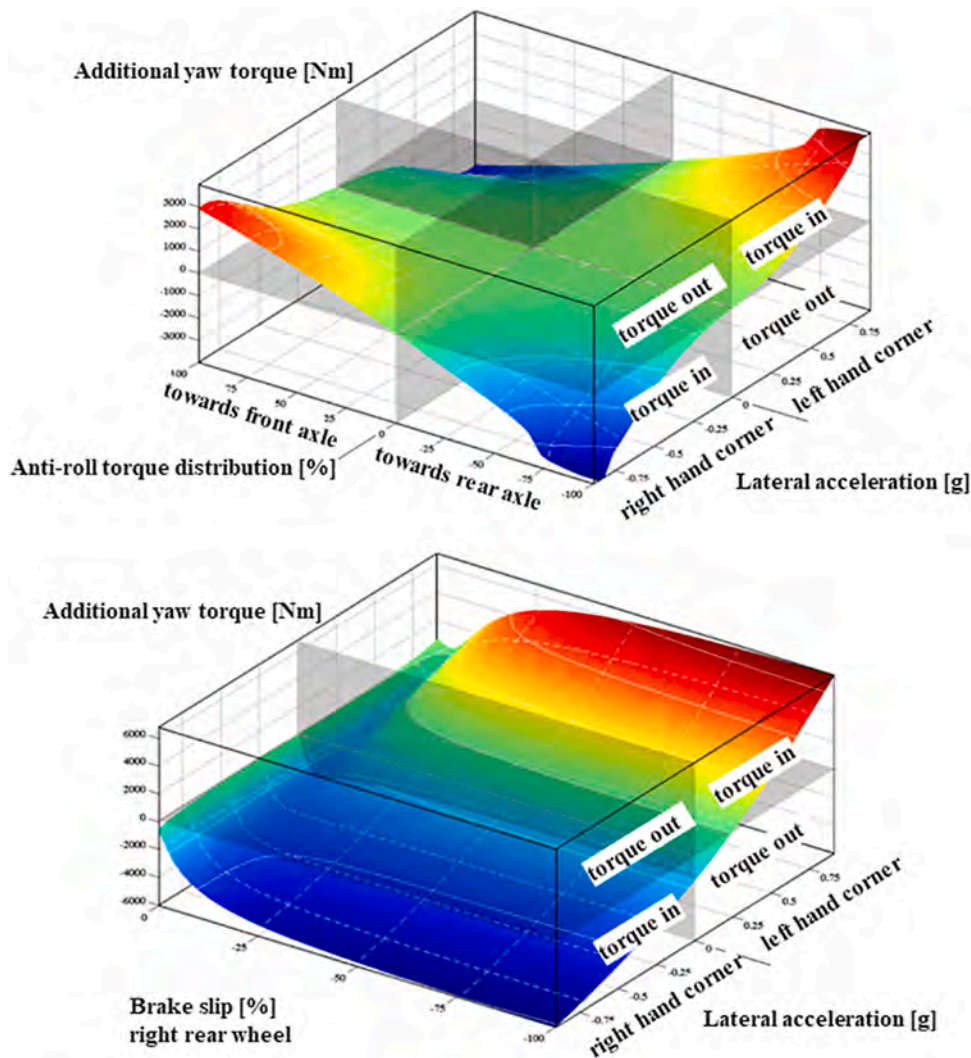 Additional yaw torque [Nm]
3000
2000
1000
0
-1000
-2000
-3000
100
75
50
25
0
-25
-50
-75
-100
towards front axle
towards rear axle
Anti-roll torque distribution [%]
torque in
torque out
torque out
torque in
0.75
0.5
0.25
0
-0.25
-0.5
-0.75
left hand corner
right hand corner
Lateral acceleration [g]
Additional yaw torque [Nm]
6000
4000
2000
0
-2000
-4000
-6000
0
-25
-50
-75
-100
Brake slip [%]
right rear wheel
torque in
torque out
torque out
torque in
0.75
0.5
0.25
0
-0.25
-0.5
-0.75
left hand corner
right hand corner
Lateral acceleration [g]